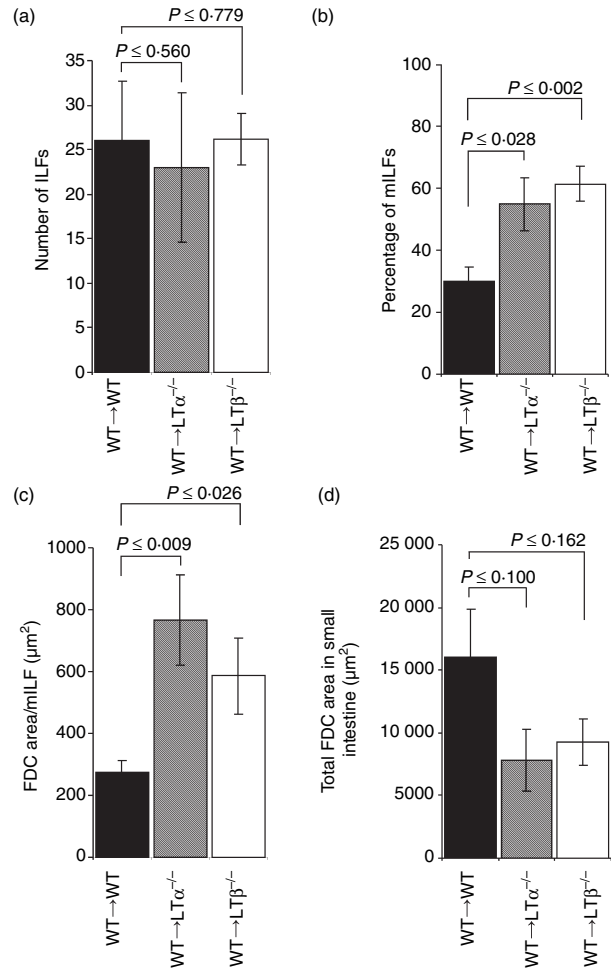 (a)
P ≤ 0·779
P ≤ 0·560
35
30
25
20
15
10
5
0
Number of ILFs
WT→WT
WT→LTα−/−
WT→LTβ−/−
(b)
100
80
60
40
20
0
P ≤ 0·002
P ≤ 0·028
Percentage of mILFs
WT→WT
WT→LTα−/−
WT→LTβ−/−
(c)
P ≤ 0·026
P ≤ 0·009
1000
800
600
400
200
0
FDC area/mILF (μm²)
WT→WT
WT→LTα−/−
WT→LTβ−/−
(d)
25 000
20 000
15 000
10 000
5000
0
P ≤ 0·162
P ≤ 0·100
Total FDC area in small
intestine (μm²)
WT→WT
WT→LTα−/−
WT→LTβ−/−